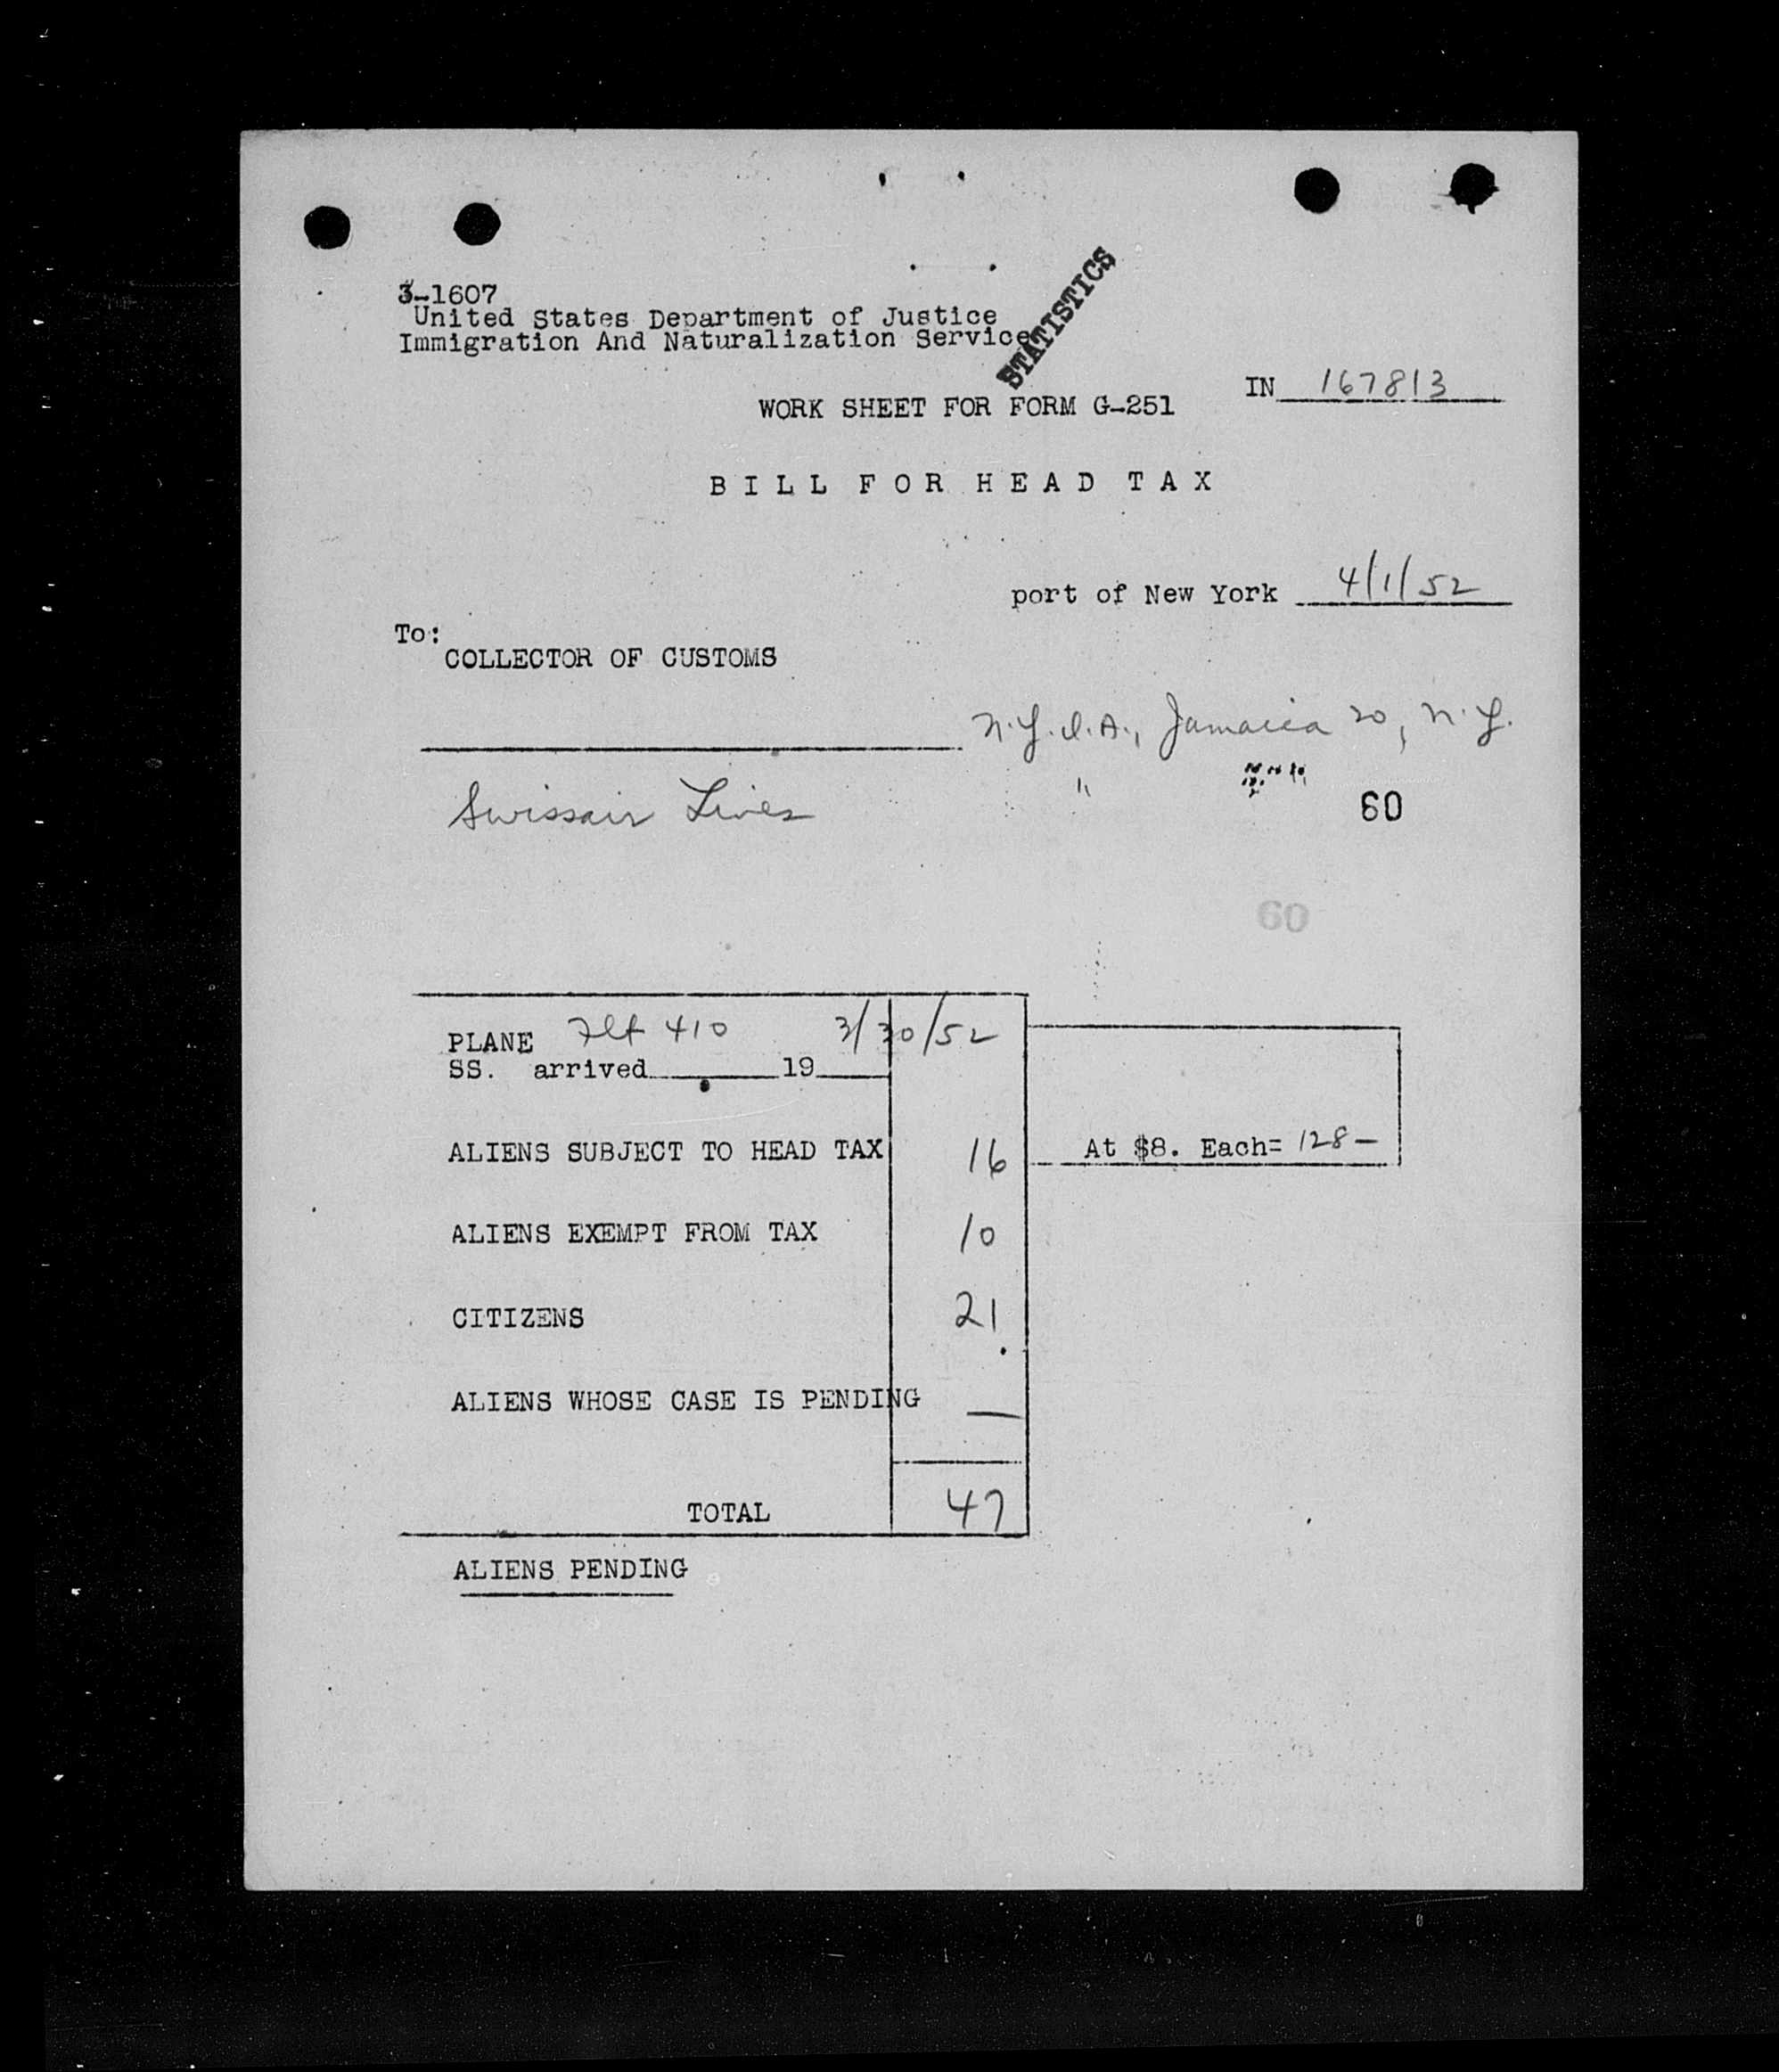 3-1607
United States Department of Justice
Immigration And Naturalization Service
STATISTICS
IN 167813
WORK SHEET FOR FORM G-251
BILL FOR HEAD TAX
port of New York 4/1/52
To:
COLLECTOR OF CUSTOMS
N.Y.I.A., Jamaica 20, N.Y.
Swissair Lines " 60
60
PLANE Flt 410 3/30/52
SS. arrived 19
ALIENS SUBJECT TO HEAD TAX 16 At $8. Each= 128-
ALIENS EXEMPT FROM TAX 10
CITIZENS 21
ALIENS WHOSE CASE IS PENDING —
TOTAL 47
ALIENS PENDING